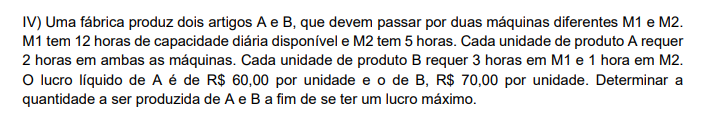 IV) Uma fábrica produz dois artigos A e B, que devem passar por duas máquinas diferentes M1 e M2.
M1 tem 12 horas de capacidade diária disponível e M2 tem 5 horas. Cada unidade de produto A requer
2 horas em ambas as máquinas. Cada unidade de produto B requer 3 horas em M1 e 1 hora em M2.
O lucro líquido de A é de R$ 60,00 por unidade e o de B, R$ 70,00 por unidade. Determinar a
quantidade a ser produzida de A e B a fim de se ter um lucro máximo.